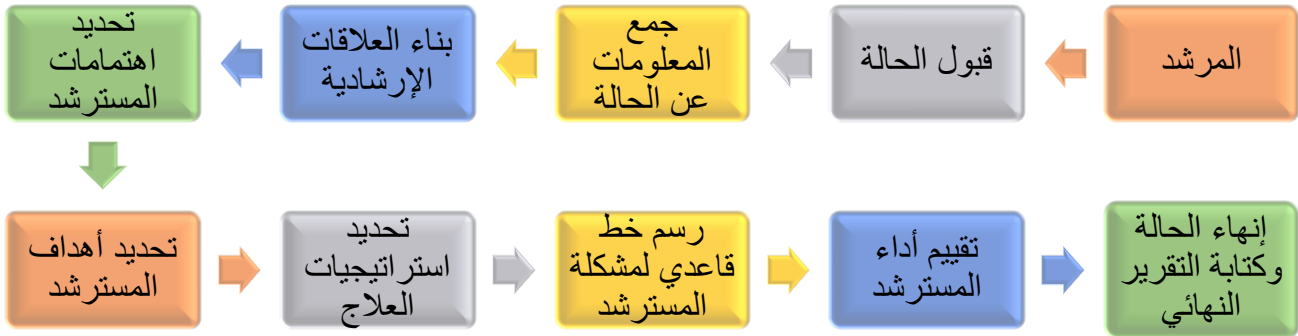 المرشد
قبول الحالة
جمع
المعلومات
عن الحالة
بناء العلاقات
الإرشادية
تحديد
اهتمامات
المسترشد
تحديد أهداف
المسترشد
تحديد
استراتيجيات
العلاج
رسم خط
قاعدي لمشكلة
المسترشد
تقييم أداء
المسترشد
إنهاء الحالة
وكتابة التقرير
النهائي